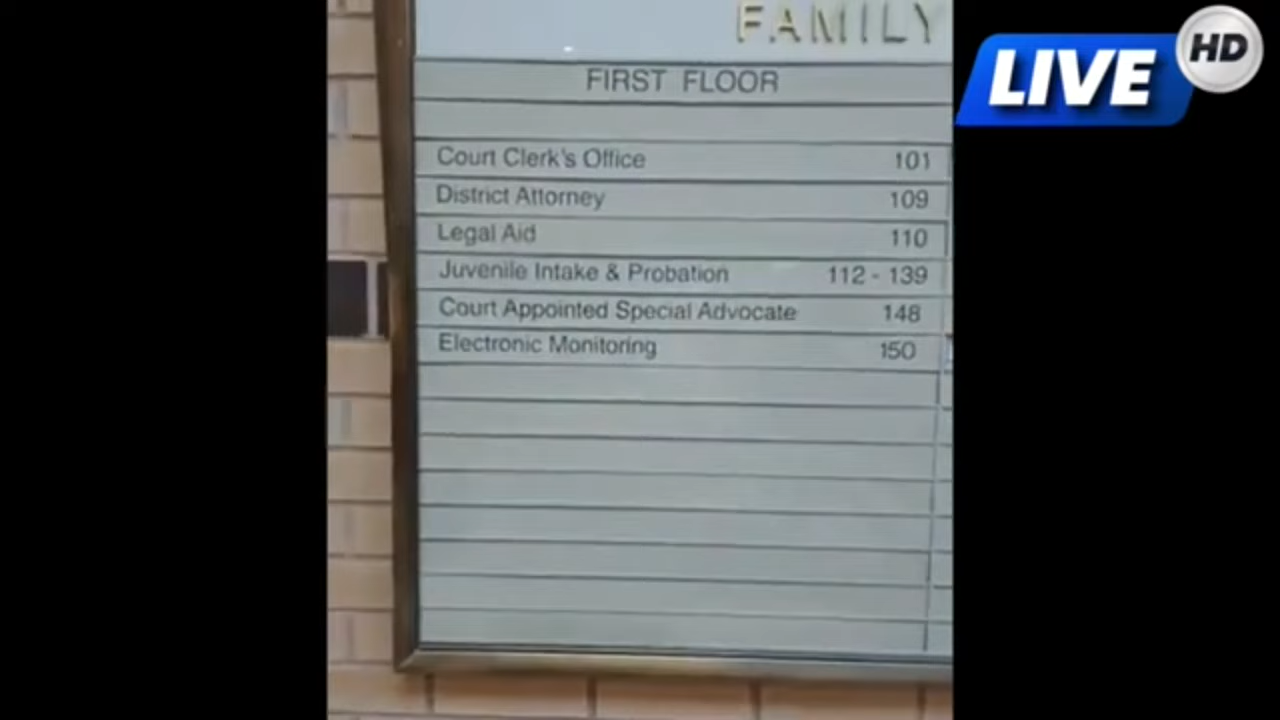 FAMILY
LIVE HD
FIRST FLOOR
Court Clerk's Office 101
District Attorney 109
Legal Aid 110
Juvenile Intake & Probation 112 - 139
Court Appointed Special Advocate 148
Electronic Monitoring 150